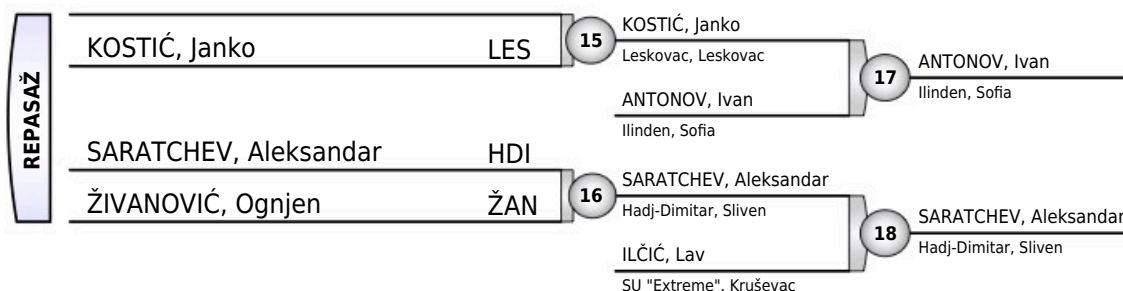 REPASAŽ
KOSTIĆ, Janko LES
SARATCHEV, Aleksandar HDI
ŽIVANOVIĆ, Ognjen ŽAN
15
16
KOSTIĆ, Janko
Leskovac, Leskovac
ANTONOV, Ivan
Ilinden, Sofia
SARATCHEV, Aleksandar
Hadj-Dimitar, Sliven
ILČIĆ, Lav
SU "Extreme", Kruševac
17
18
ANTONOV, Ivan
Ilinden, Sofia
SARATCHEV, Aleksandar
Hadj-Dimitar, Sliven